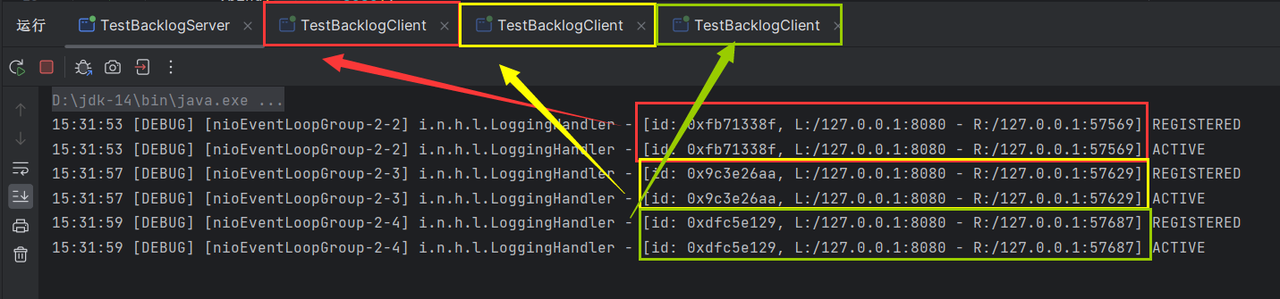 运行 TestBacklogServer × TestBacklogClient × TestBacklogClient × TestBacklogClient ×
D:\jdk-14\bin\java.exe ...
15:31:53 [DEBUG] [nioEventLoopGroup-2-2] i.n.h.l.LoggingHandler - [id: 0xfb71338f, L:/127.0.0.1:8080 - R:/127.0.0.1:57569] REGISTERED
15:31:53 [DEBUG] [nioEventLoopGroup-2-2] i.n.h.l.LoggingHandler - [id: 0xfb71338f, L:/127.0.0.1:8080 - R:/127.0.0.1:57569] ACTIVE
15:31:57 [DEBUG] [nioEventLoopGroup-2-3] i.n.h.l.LoggingHandler - [id: 0x9c3e26aa, L:/127.0.0.1:8080 - R:/127.0.0.1:57629] REGISTERED
15:31:57 [DEBUG] [nioEventLoopGroup-2-3] i.n.h.l.LoggingHandler - [id: 0x9c3e26aa, L:/127.0.0.1:8080 - R:/127.0.0.1:57629] ACTIVE
15:31:59 [DEBUG] [nioEventLoopGroup-2-4] i.n.h.l.LoggingHandler - [id: 0xdfc5e129, L:/127.0.0.1:8080 - R:/127.0.0.1:57687] REGISTERED
15:31:59 [DEBUG] [nioEventLoopGroup-2-4] i.n.h.l.LoggingHandler - [id: 0xdfc5e129, L:/127.0.0.1:8080 - R:/127.0.0.1:57687] ACTIVE